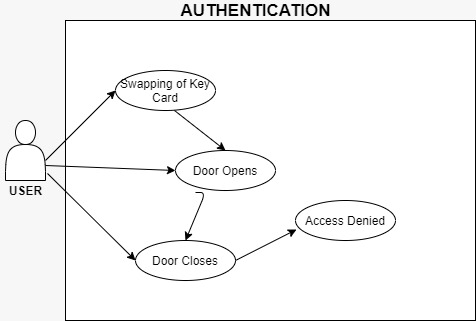 AUTHENTICATION
Swapping of Key
Card
Door Opens
USER
Access Denied
Door Closes